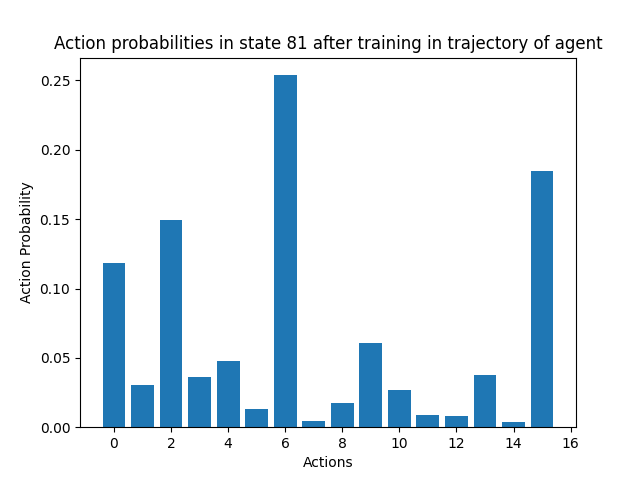 Action probabilities in state 81 after training in trajectory of agent
0.25
0.20
0.15
0.10
0.05
0.00
Action Probability
0 2 4 6 8 10 12 14 16
Actions